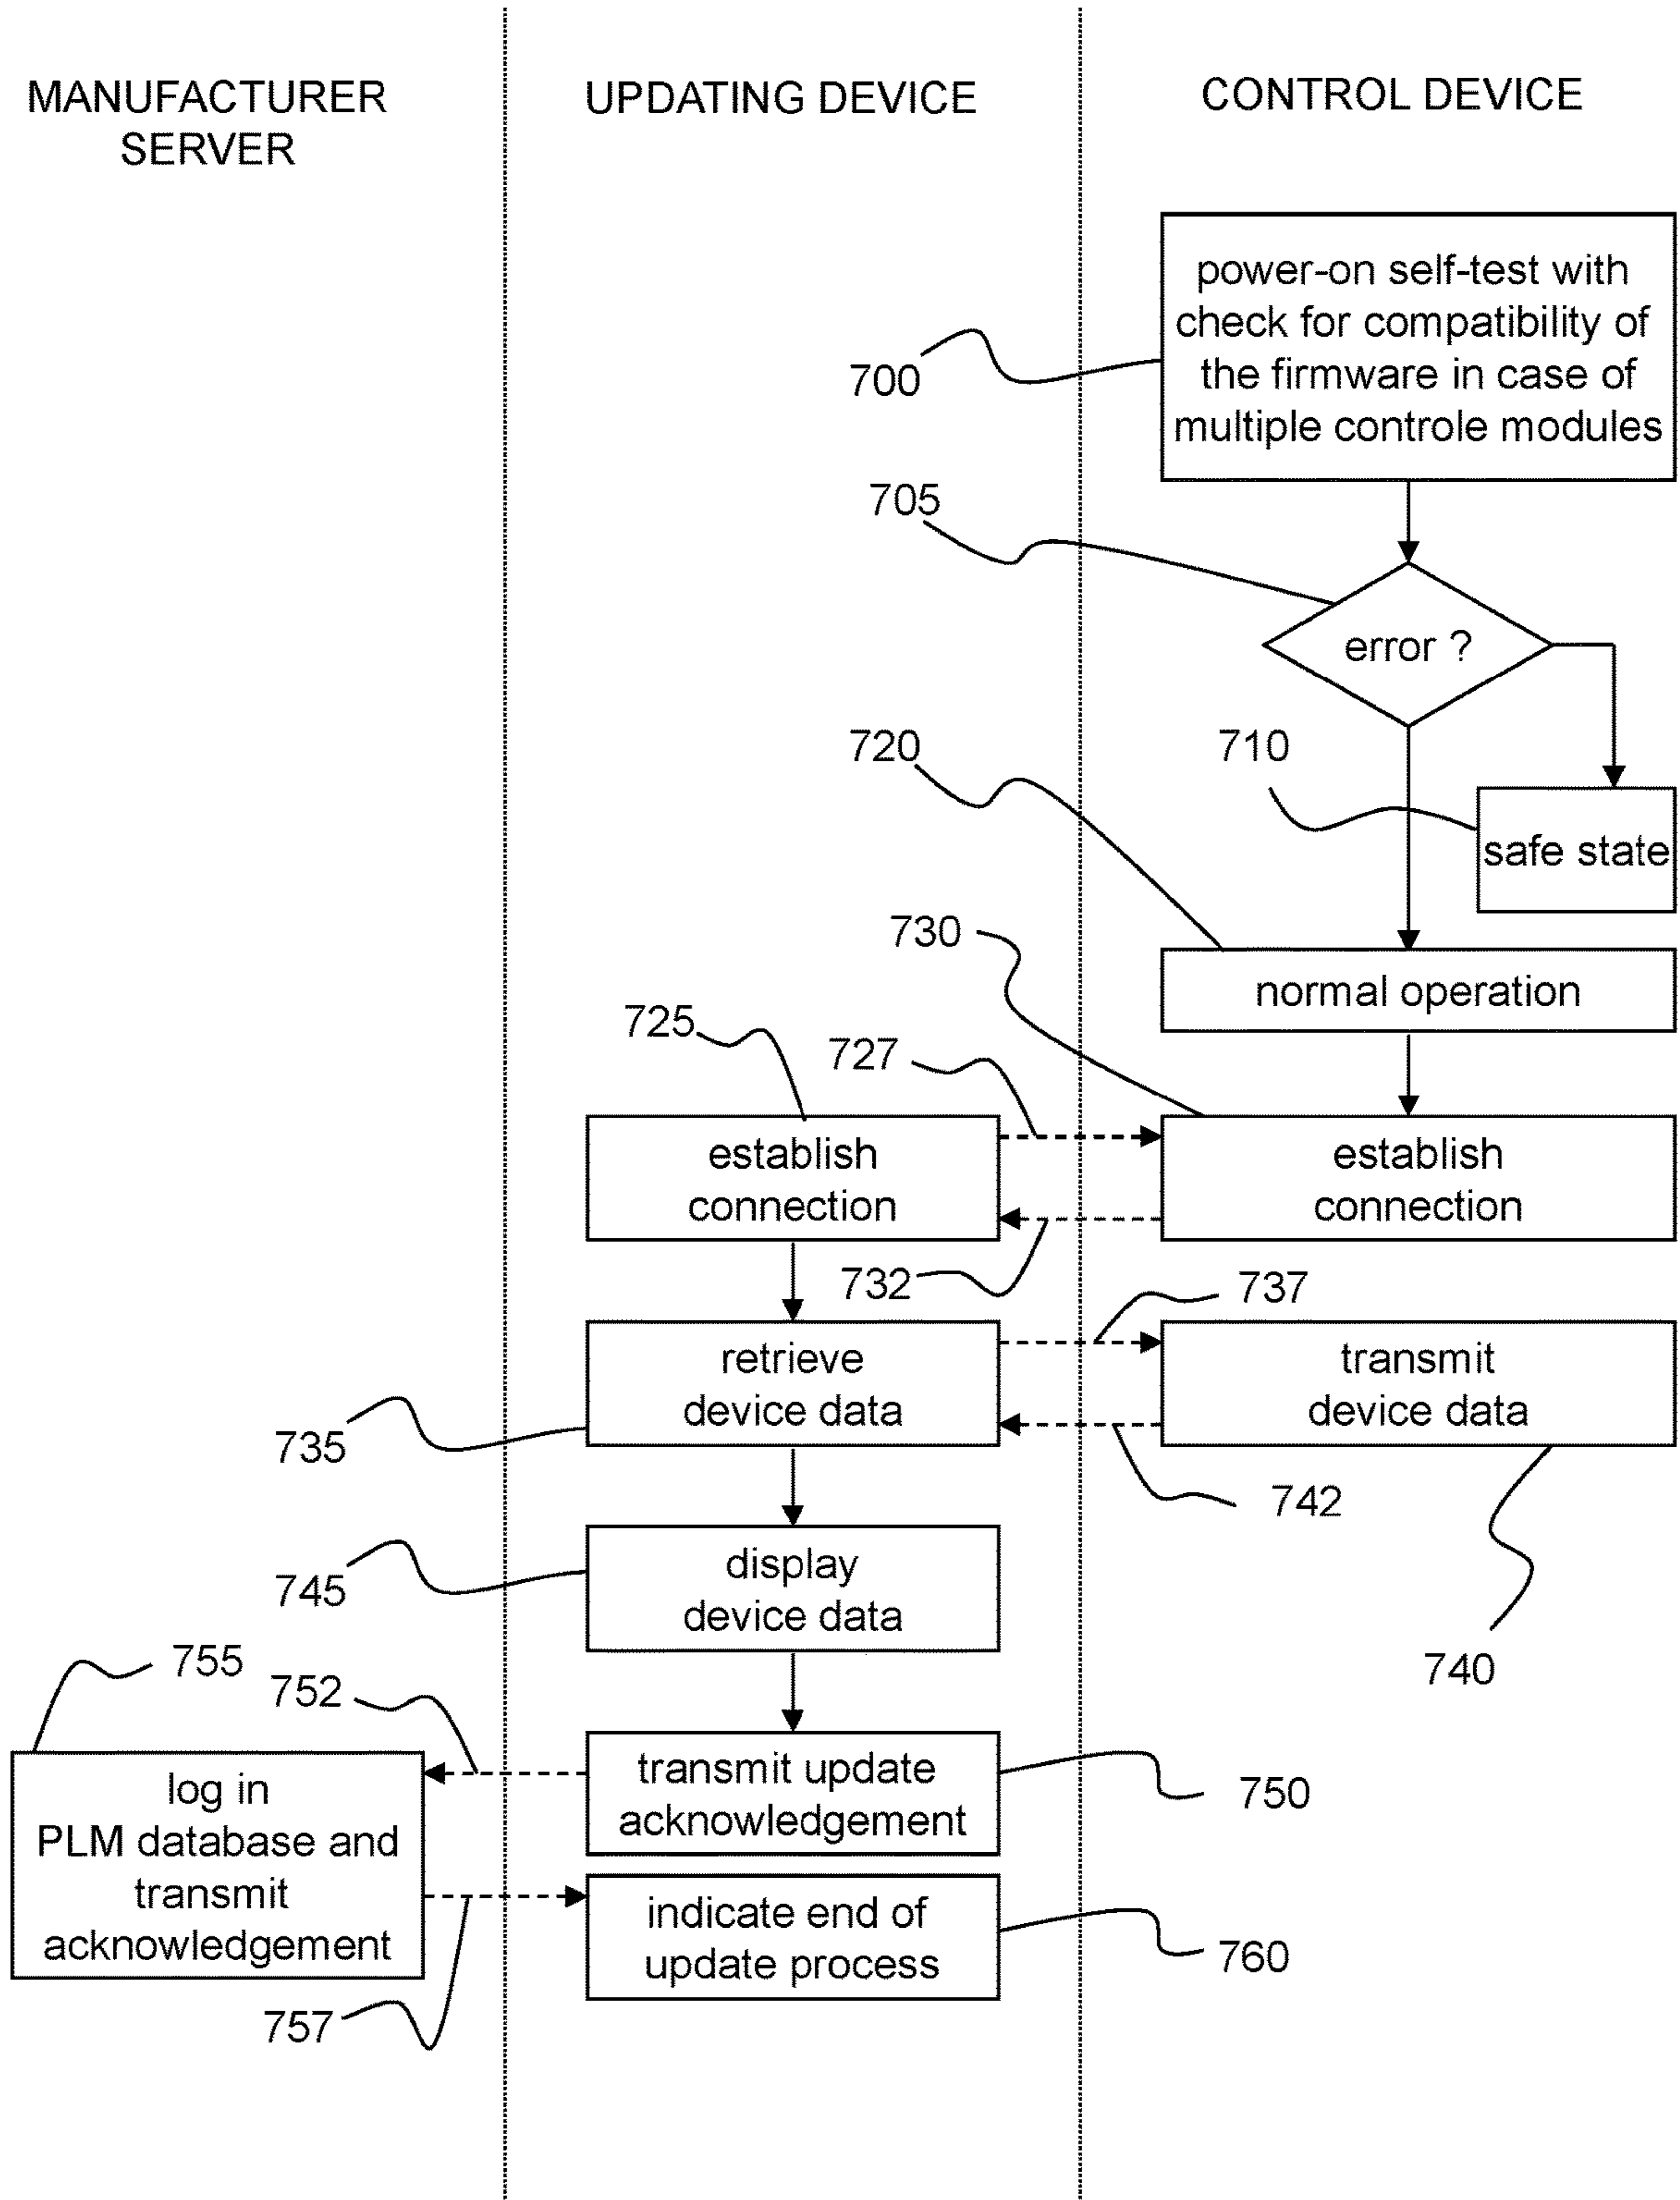 MANUFACTURER
SERVER
UPDATING DEVICE
CONTROL DEVICE
power-on self-test with
check for compatibility of
the firmware in case of
multiple controle modules
700
705
error ?
720
710
safe state
730
normal operation
725
727
establish
connection
establish
connection
732
737
retrieve
device data
transmit
device data
735
742
display
device data
745
740
755
752
transmit update
acknowledgement
750
log in
PLM database and
transmit
acknowledgement
indicate end of
update process
760
757